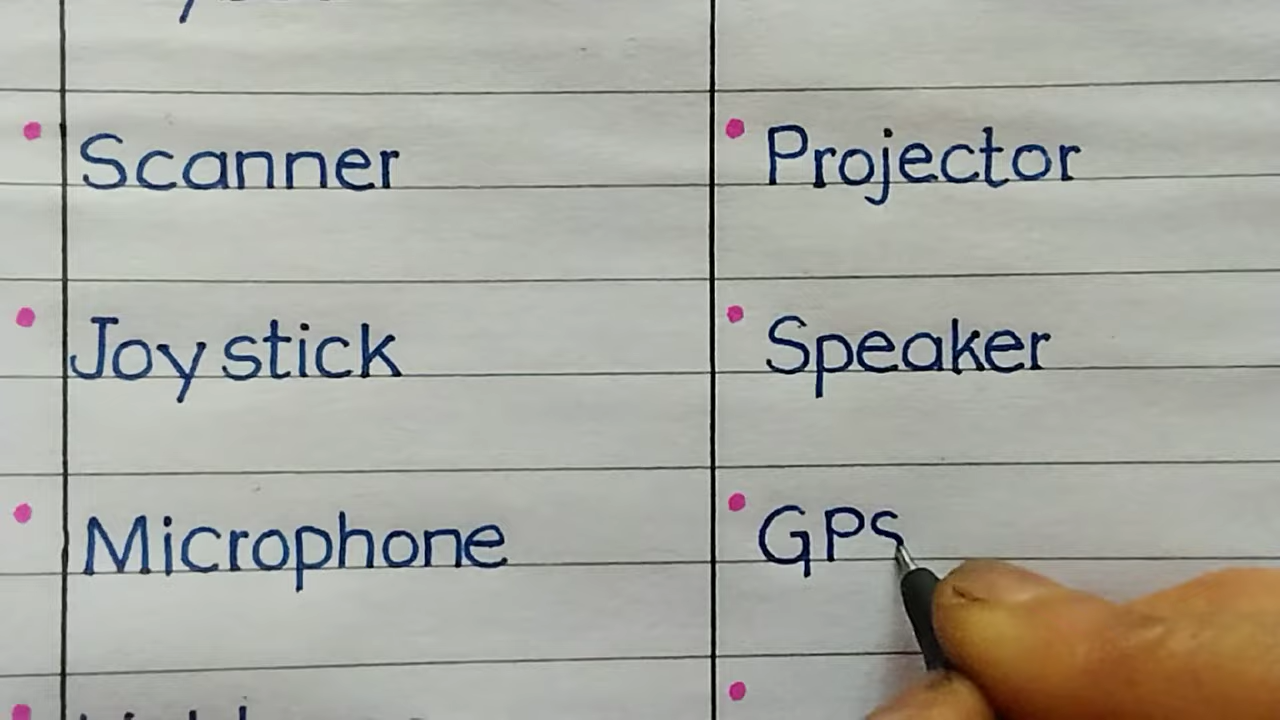 Scanner
Projector
Joystick
Speaker
Microphone
GPS